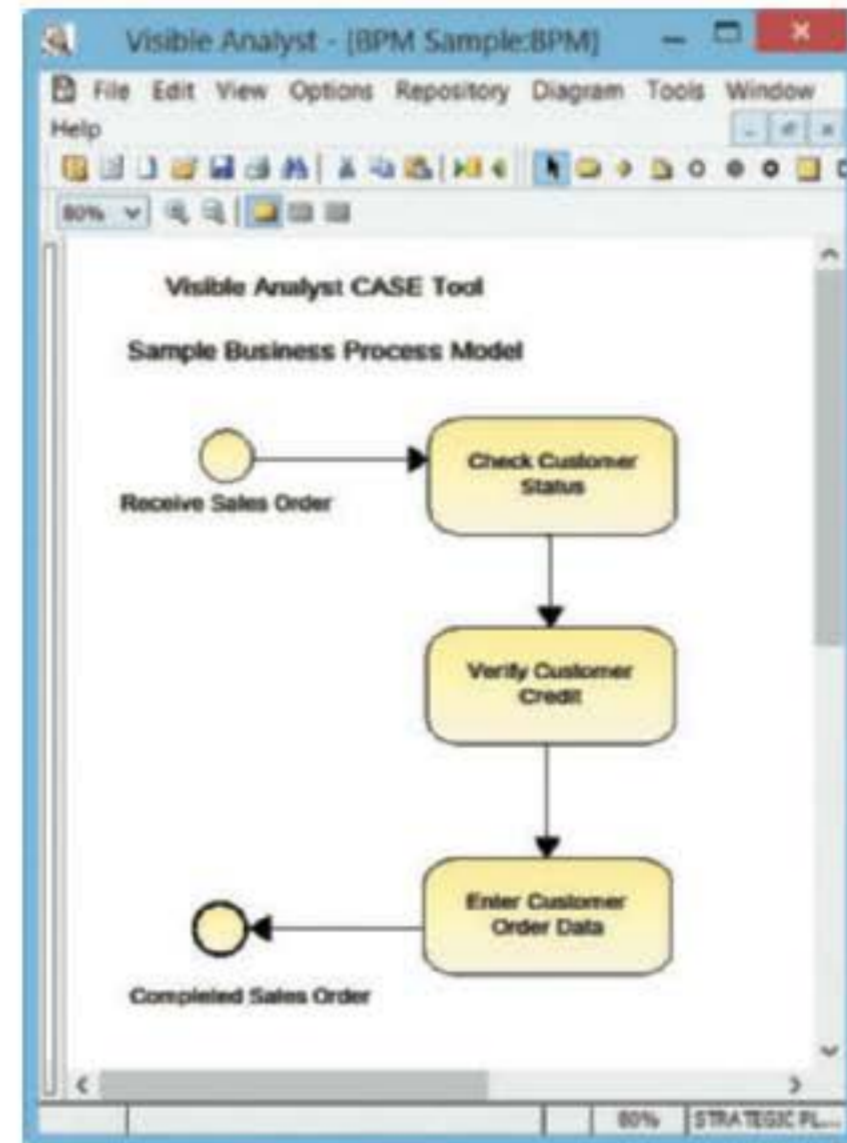 Visible Analyst - [BPM Sample:BPM]
File Edit View Options Repository Diagram Tools Window
Help
80%
Visible Analyst CASE Tool
Sample Business Process Model
Check Customer
Status
Receive Sales Order
Verify Customer
Credit
Enter Customer
Order Data
Completed Sales Order
80% STRATEGIC PL...